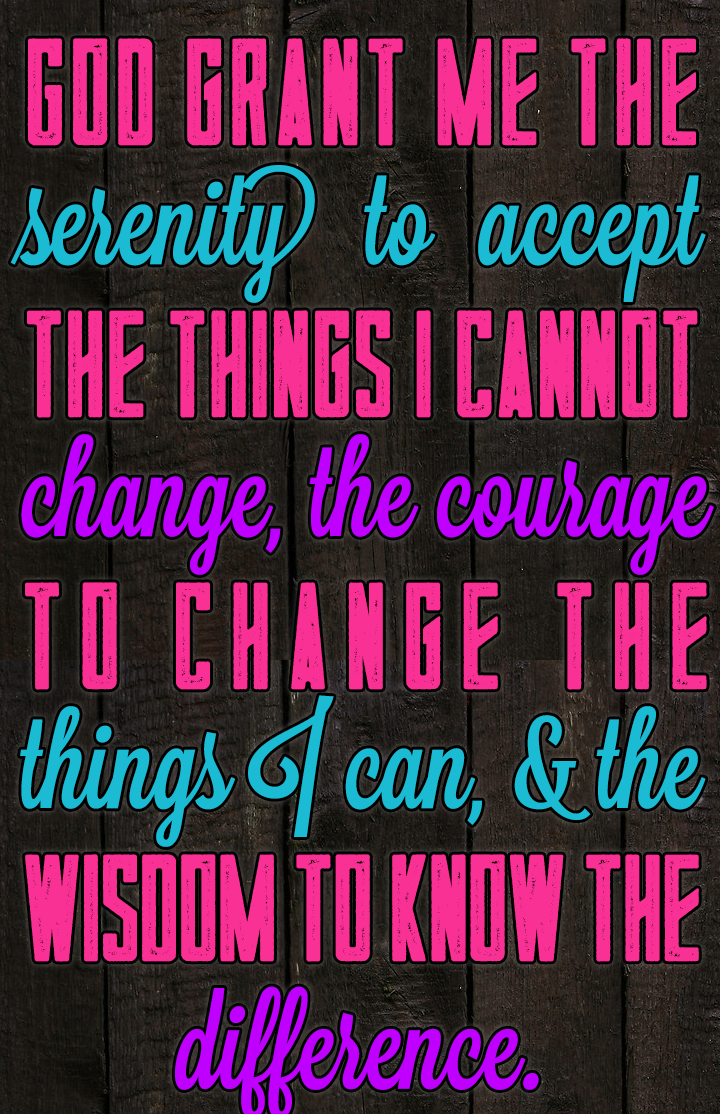 GOD GRANT ME THE
serenity to accept
THE THINGS I CANNOT
change, the courage
TO CHANGE THE
things I can, & the
WISDOM TO KNOW THE
difference.